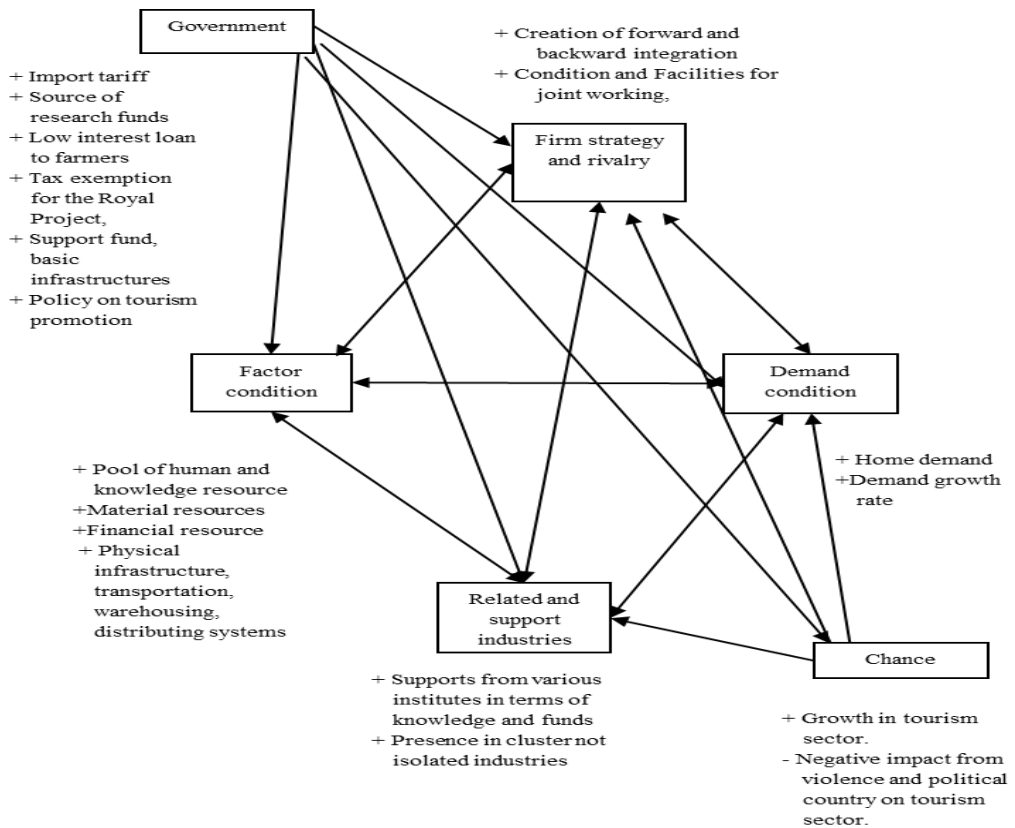 Government
+ Import tariff
+ Source of
research funds
+ Low interest loan
to farmers
+ Tax exemption
for the Royal
Project,
+ Support fund,
basic
infrastructures
+ Policy on tourism
promotion
+ Creation of forward and
backward integration
+ Condition and Facilities for
joint working,
Firm strategy
and rivalry
Factor
condition
Demand
condition
+ Pool of human and
knowledge resource
+Material resources
+Financial resource
+ Physical
infrastructure,
transportation,
warehousing,
distributing systems
+ Home demand
+Demand growth
rate
Related and
support
industries
Chance
+ Supports from various
institutes in terms of
knowledge and funds
+ Presence in cluster not
isolated industries
+ Growth in tourism
sector.
- Negative impact from
violence and political
country on tourism
sector.